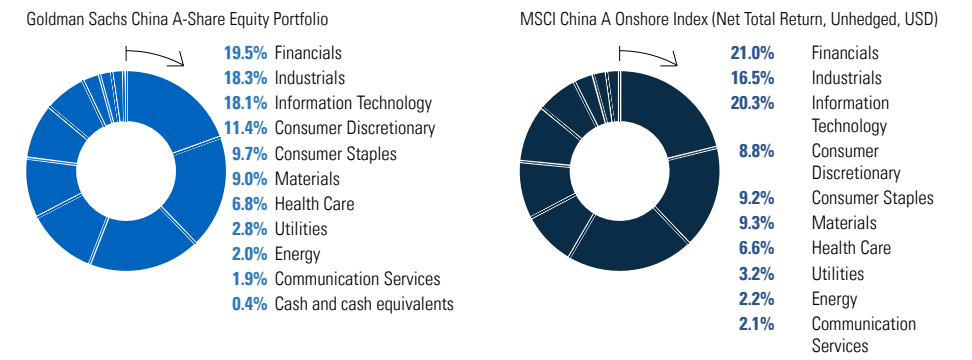 Goldman Sachs China A-Share Equity Portfolio
19.5% Financials
18.3% Industrials
18.1% Information Technology
11.4% Consumer Discretionary
9.7% Consumer Staples
9.0% Materials
6.8% Health Care
2.8% Utilities
2.0% Energy
1.9% Communication Services
0.4% Cash and cash equivalents
MSCI China A Onshore Index (Net Total Return, Unhedged, USD)
21.0% Financials
16.5% Industrials
20.3% Information
Technology
8.8% Consumer
Discretionary
9.2% Consumer Staples
9.3% Materials
6.6% Health Care
3.2% Utilities
2.2% Energy
2.1% Communication
Services